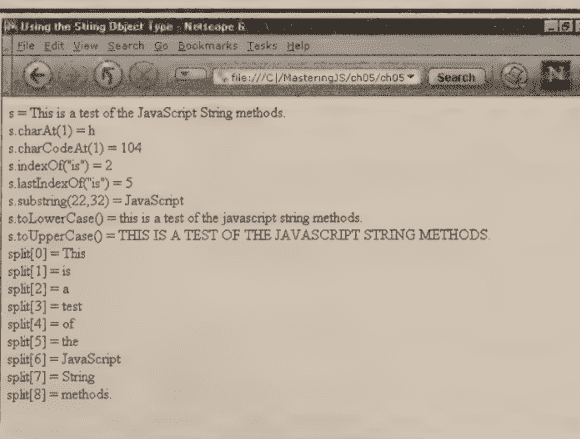 Using the String Object Type - Netscape 6
File Edit View Search Go Bookmarks Tasks Help
file:///C|/MasteringJS/ch05/ch05 Search N
s = This is a test of the JavaScript String methods.
s.charAt(1) = h
s.charCodeAt(1) = 104
s.indexOf("is") = 2
s.lastIndexOf("is") = 5
s.substring(22,32) = JavaScript
s.toLowerCase() = this is a test of the javascript string methods.
s.toUpperCase() = THIS IS A TEST OF THE JAVASCRIPT STRING METHODS.
split[0] = This
split[1] = is
split[2] = a
split[3] = test
split[4] = of
split[5] = the
split[6] = JavaScript
split[7] = String
split[8] = methods.